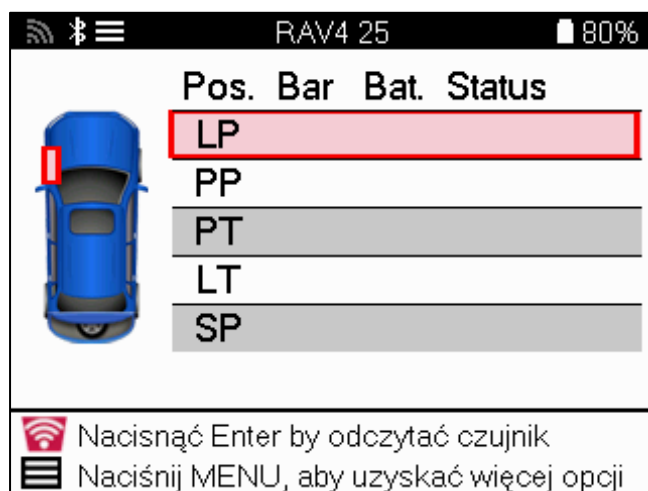 RAV4 25 80%
Pos. Bar Bat. Status
LP
PP
PT
LT
SP
Nacisnąć Enter by odczytać czujnik
Naciśnij MENU, aby uzyskać więcej opcji